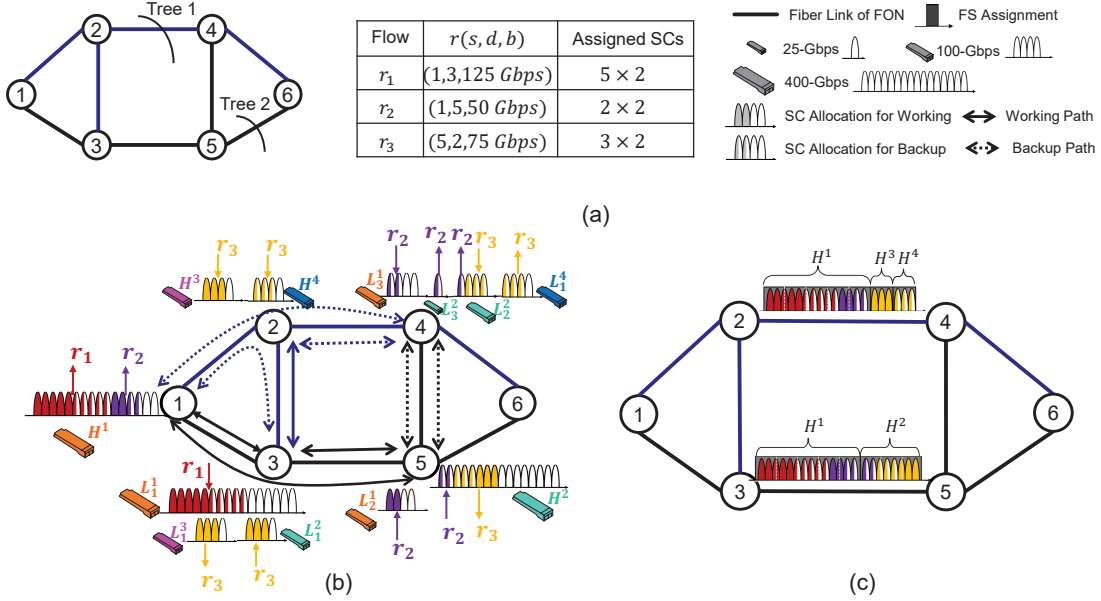 Tree 1
2
4
1
Tree 2
6
3
5
Flow r(s, d, b) Assigned SCs
r₁ (1,3,125 Gbps) 5 × 2
r₂ (1,5,50 Gbps) 2 × 2
r₃ (5,2,75 Gbps) 3 × 2
Fiber Link of FON FS Assignment
25-Gbps 100-Gbps
400-Gbps
SC Allocation for Working Working Path
SC Allocation for Backup Backup Path
(a)
r₃ r₃
r₂ r₂ r₂ r₃ r₃
H³ H⁴
L₃¹ L₃² L₂² L₁⁴
2 4
r₁ r₂
1
6
H¹
3 5
r₁
L₁¹ L₂¹ H²
L₁³ L₁²
r₂ r₂ r₃
r₃ r₃
(b)
H¹ H³ H⁴
2 4
1 6
H¹ H²
3 5
(c)